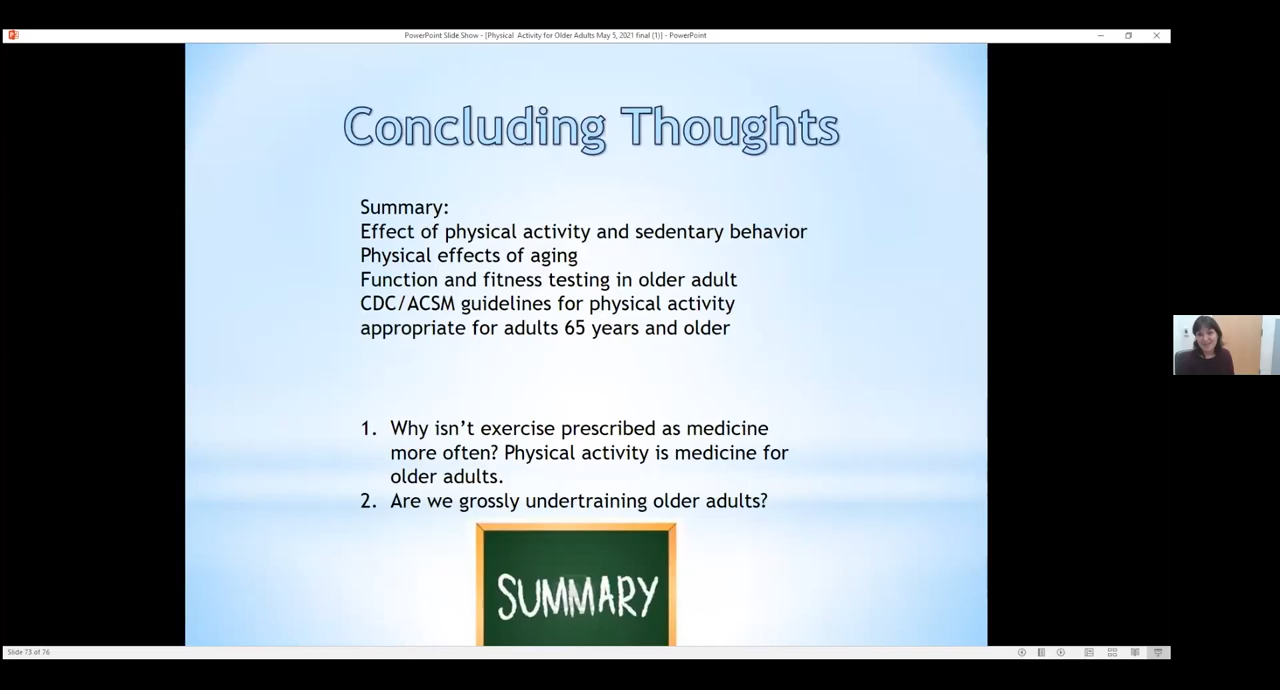 PowerPoint Slide Show - [Physical Activity for Older Adults May 5, 2021 final (1)] - PowerPoint
Concluding Thoughts
Summary:
Effect of physical activity and sedentary behavior
Physical effects of aging
Function and fitness testing in older adult
CDC/ACSM guidelines for physical activity
appropriate for adults 65 years and older
1. Why isn't exercise prescribed as medicine
more often? Physical activity is medicine for
older adults.
2. Are we grossly undertraining older adults?
SUMMARY
Slide 73 of 76